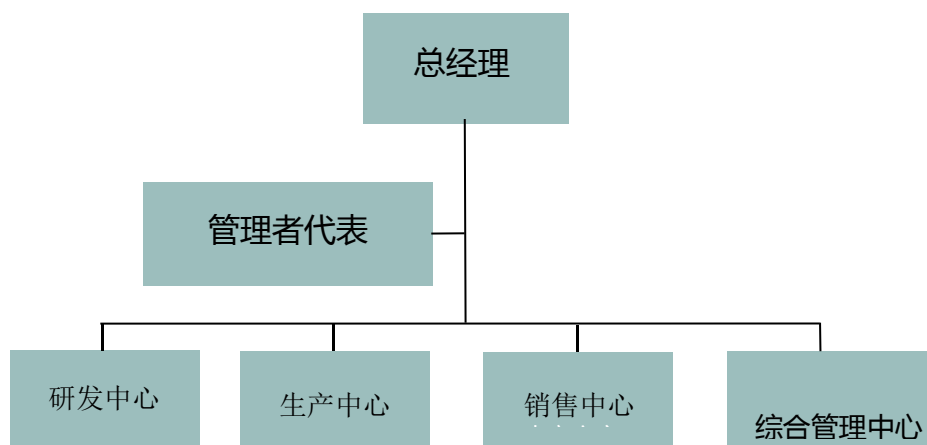 总经理
管理者代表
研发中心
生产中心
销售中心
综合管理中心